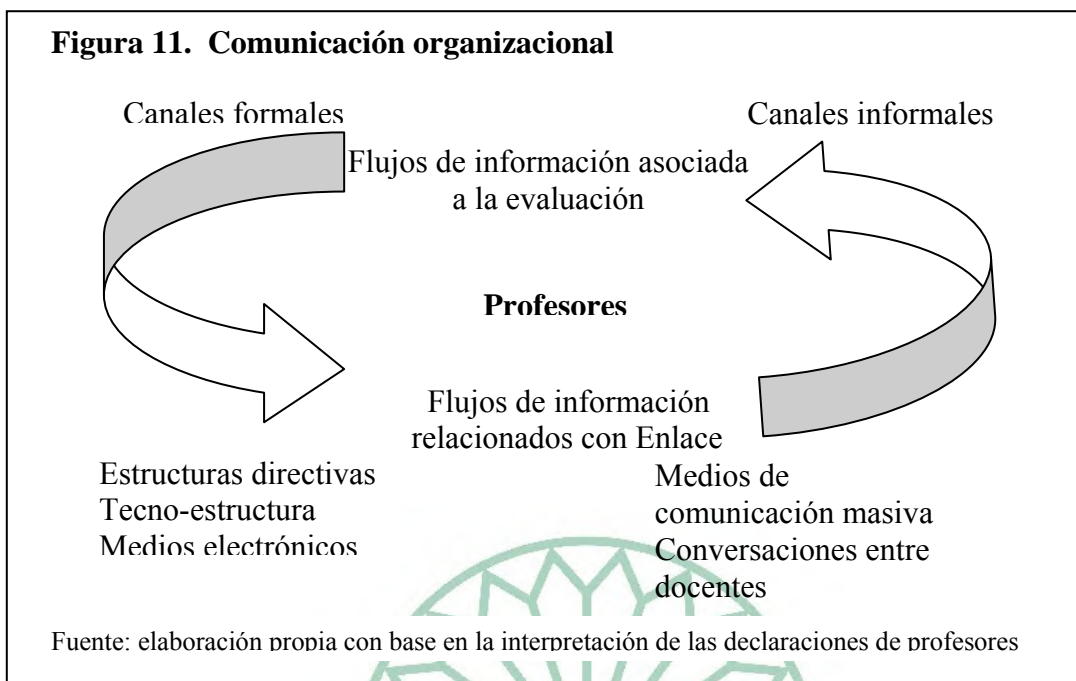 Figura 11. Comunicación organizacional
Canales formales
Canales informales
Flujos de información asociada
a la evaluación
Profesores
Flujos de información
relacionados con Enlace
Estructuras directivas
Tecno-estructura
Medios electrónicos
Medios de
comunicación masiva
Conversaciones entre
docentes
Fuente: elaboración propia con base en la interpretación de las declaraciones de profesores